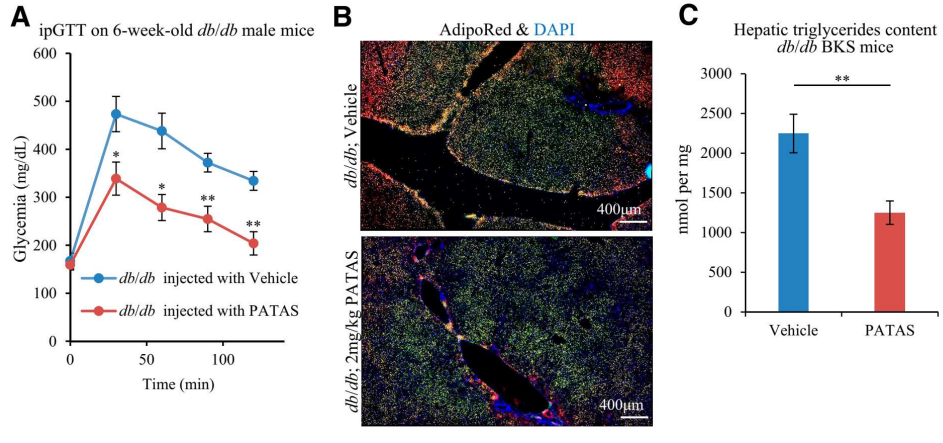 A
ipGTT on 6-week-old db/db male mice
600
500
400
300
200
100
0
Glycemia (mg/dL)
*
*
**
**
db/db injected with Vehicle
db/db injected with PATAS
0
50
100
Time (min)
B
AdipoRed & DAPI
db/db; Vehicle
400µm
db/db; 2mg/kg PATAS
400µm
C
Hepatic triglycerides content
db/db BKS mice
3000
2500
2000
1500
1000
500
0
nmol per mg
**
Vehicle
PATAS